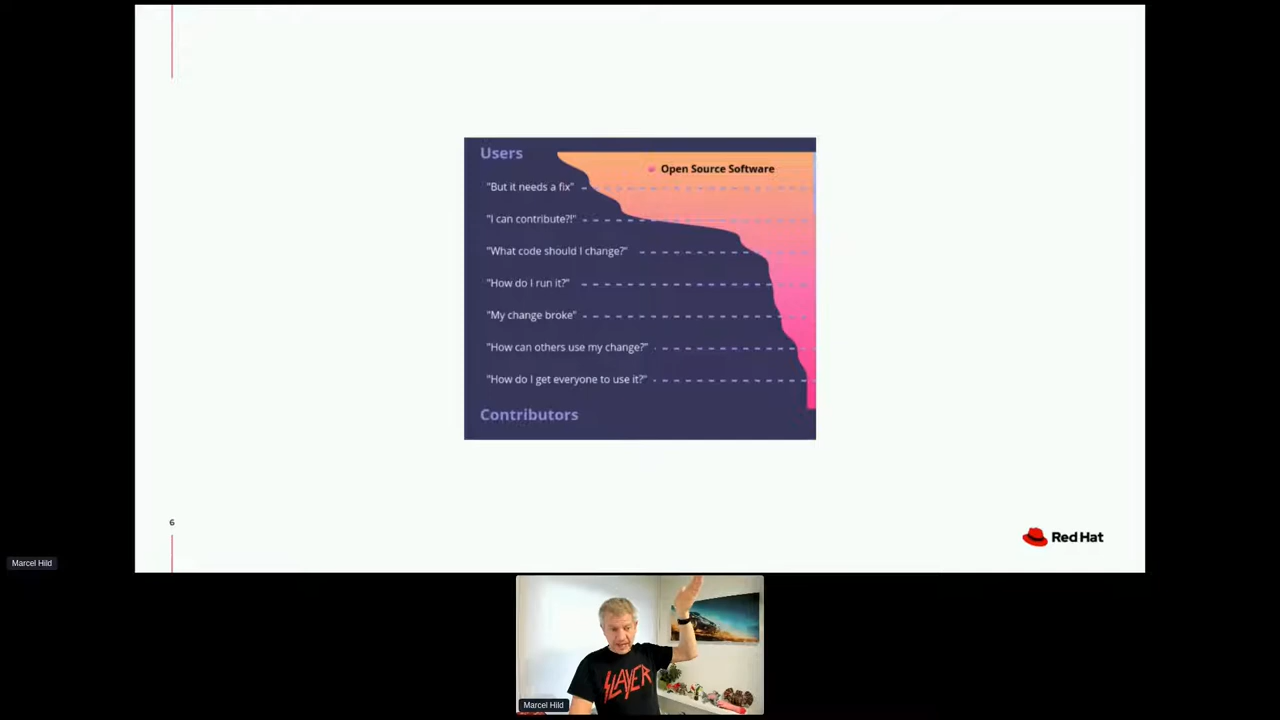 Users
Open Source Software
"But it needs a fix"
"I can contribute?!"
"What code should I change?"
"How do I run it?"
"My change broke"
"How can others use my change?"
"How do I get everyone to use it?"
Contributors
6
Red Hat
Marcel Hild
SLAYER
Marcel Hild